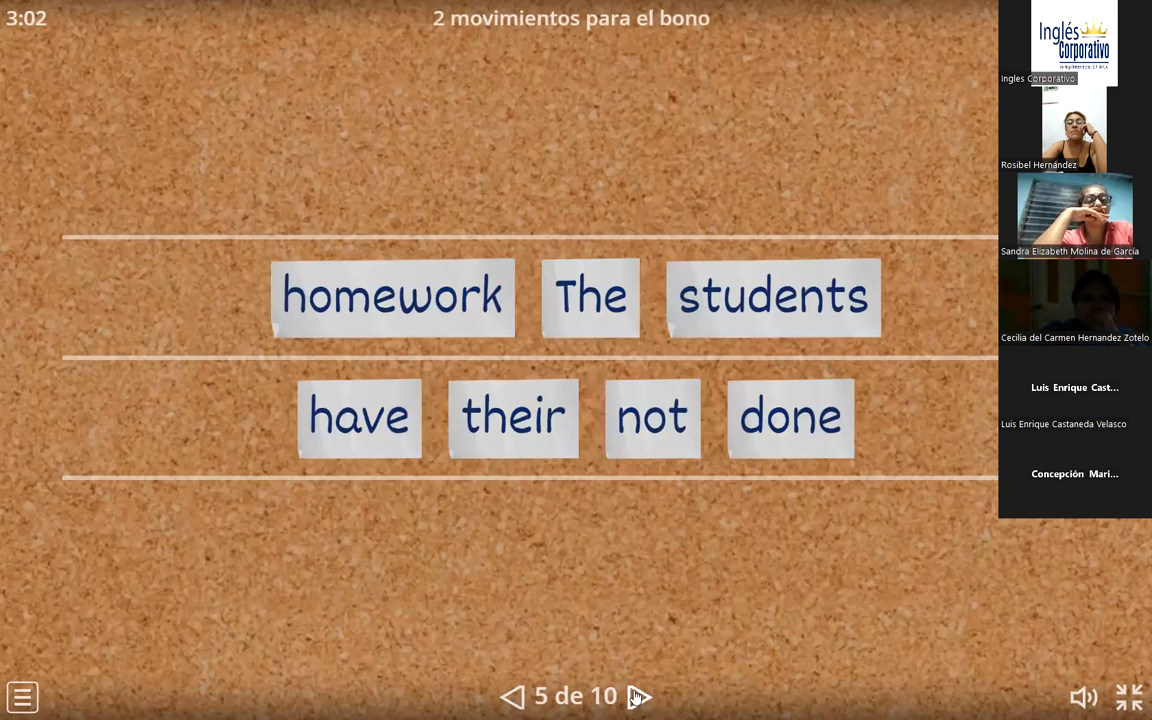 3:02
2 movimientos para el bono
homework The students
have their not done
5 de 10
Inglés
Corporativo
Ingles Corporativo
Rosibel Hernández
Sandra Elizabeth Molina de García
Cecilia del Carmen Hernandez Zotelo
Luis Enrique Cast...
Luis Enrique Castaneda Velasco
Concepción Mari...